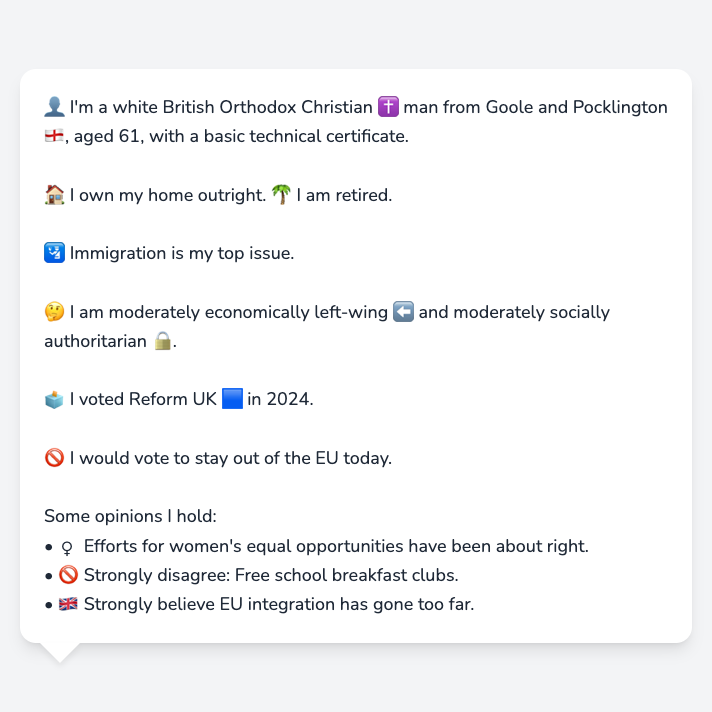 👤 I'm a white British Orthodox Christian ✝️ man from Goole and Pocklington
🏴󠁧󠁢󠁥󠁮󠁧󠁿, aged 61, with a basic technical certificate.
🏠 I own my home outright. 🌴 I am retired.
🛂 Immigration is my top issue.
🤔 I am moderately economically left-wing ⬅️ and moderately socially
authoritarian 🔒.
🗳️ I voted Reform UK 🟦 in 2024.
🚫 I would vote to stay out of the EU today.
Some opinions I hold:
• ♀ Efforts for women's equal opportunities have been about right.
• 🚫 Strongly disagree: Free school breakfast clubs.
• 🇬🇧 Strongly believe EU integration has gone too far.